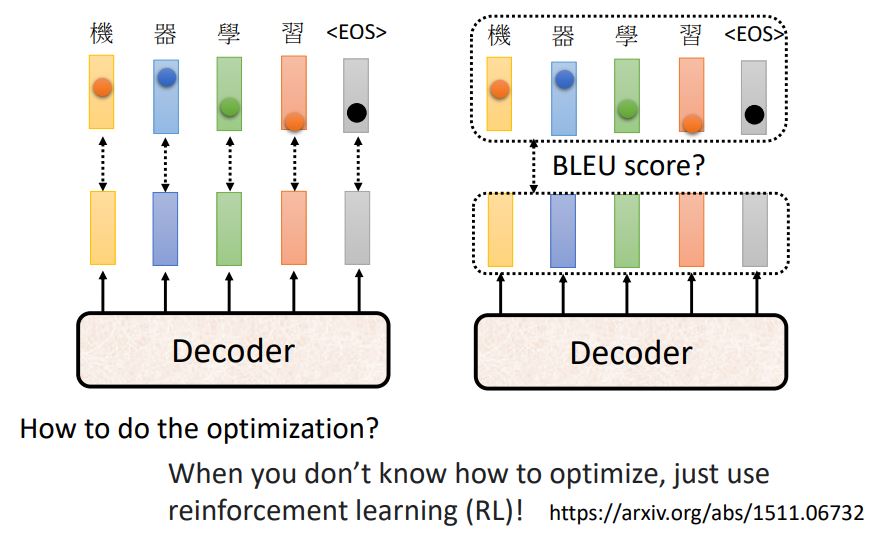 機 器 學 習 <EOS>
機 器 學 習 <EOS>
BLEU score?
Decoder
Decoder
How to do the optimization?
When you don’t know how to optimize, just use
reinforcement learning (RL)! https://arxiv.org/abs/1511.06732